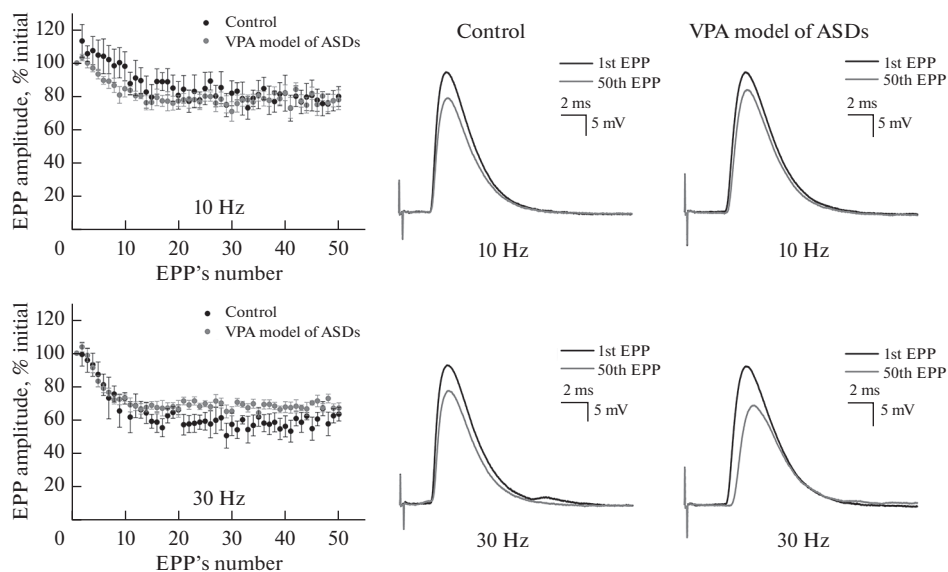 Control
VPA model of ASDs
120
100
80
60
40
20
EPP amplitude, % initial
10 Hz
0
10
20
30
40
50
EPP's number
Control
1st EPP
50th EPP
2 ms
5 mV
10 Hz
VPA model of ASDs
1st EPP
50th EPP
2 ms
5 mV
10 Hz
Control
VPA model of ASDs
120
100
80
60
40
20
EPP amplitude, % initial
30 Hz
0
10
20
30
40
50
EPP's number
1st EPP
50th EPP
2 ms
5 mV
30 Hz
1st EPP
50th EPP
2 ms
5 mV
30 Hz